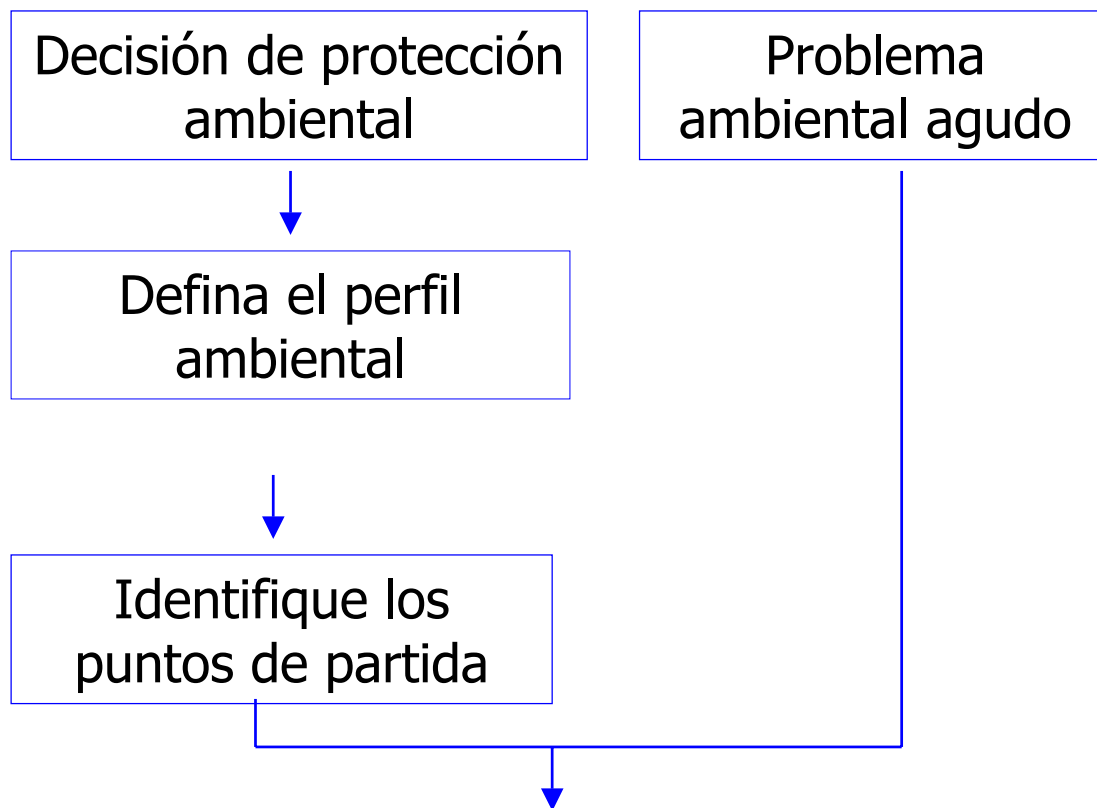 Decisión de protección
ambiental
Problema
ambiental agudo
Defina el perfil
ambiental
Identifique los
puntos de partida